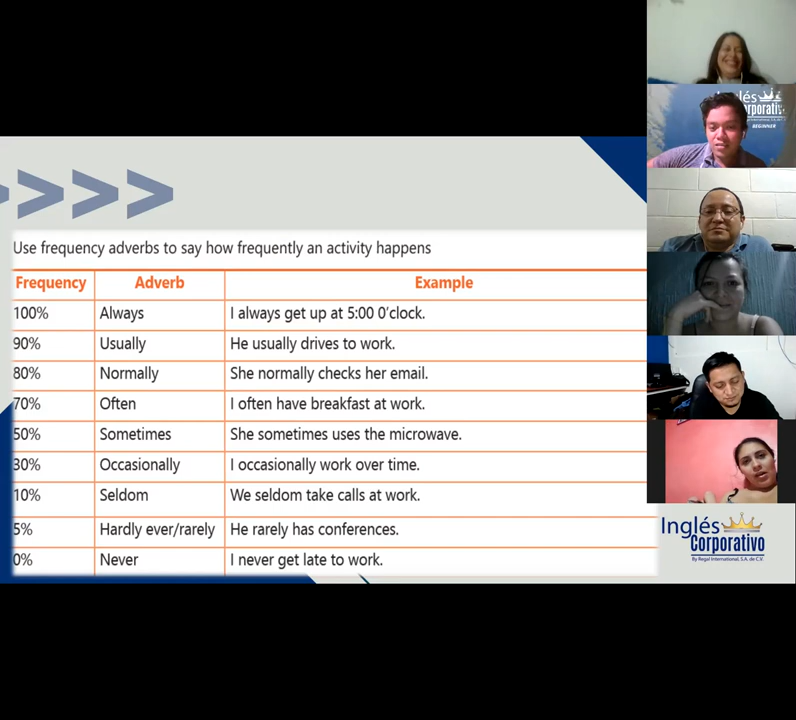 Use frequency adverbs to say how frequently an activity happens
Frequency Adverb Example
100% Always I always get up at 5:00 0'clock.
90% Usually He usually drives to work.
80% Normally She normally checks her email.
70% Often I often have breakfast at work.
50% Sometimes She sometimes uses the microwave.
30% Occasionally I occasionally work over time.
10% Seldom We seldom take calls at work.
5% Hardly ever/rarely He rarely has conferences.
0% Never I never get late to work.
Inglés
Corporativo
By Regal International, S.A. de C.V.
BEGINNER